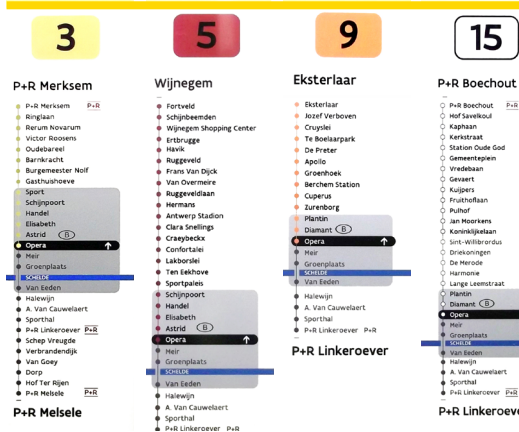 3
P+R Merksem
P+R Merksem P+R
Ringlaan
Rerum Novarum
Victor Roosens
Oudebareel
Barnkracht
Burgemeester Nolf
Gasthuishoeve
Sport
Schijnpoort
Handel
Elisabeth
Astrid B
Opera
Meir
Groenplaats
SCHELDE
Van Eeden
Halewijn
A. Van Cauwelaert
Sporthal
P+R Linkeroever P+R
Schep Vreugde
Verbrandendijk
Van Goey
Dorp
Hof Ter Rijen
P+R Melsele P+R
P+R Melsele
5
Wijnegem
Fortveld
Schijnbeemden
Wijnegem Shopping Center
Ertbrugge
Havik
Ruggeveld
Frans Van Dijck
Van Overmeire
Ruggeveldlaan
Hermans
Antwerp Stadion
Clara Snellings
Craeybeckx
Confortalei
Lakborslei
Ten Eekhove
Sportpaleis
Schijnpoort
Handel
Elisabeth
Astrid B
Opera
Meir
Groenplaats
SCHELDE
Van Eeden
Halewijn
A. Van Cauwelaert
Sporthal
P+R Linkeroever P+R
9
Eksterlaar
Eksterlaar
Jozef Verboven
Cruyslei
Te Boelaarpark
De Preter
Apollo
Groenhoek
Berchem Station
Cuperus
Zurenborg
Plantin
Diamant B
Opera
Meir
Groenplaats
SCHELDE
Van Eeden
Halewijn
A. Van Cauwelaert
Sporthal
P+R Linkeroever P+R
P+R Linkeroever
15
P+R Boechout
P+R Boechout P+R
Hof Savelkoul
Kaphaan
Kerkstraat
Station Oude God
Gemeenteplein
Vredebaan
Gevaert
Kuijpers
Fruithoflaan
Pulhof
Jan Moorkens
Koninklijkelaan
Sint-Willibrordus
Driekoningen
De Merode
Harmonie
Lange Leemstraat
Plantin
Diamant B
Opera
Meir
Groenplaats
SCHELDE
Van Eeden
Halewijn
A. Van Cauwelaert
Sporthal
P+R Linkeroever P+R
P+R Linkeroeve